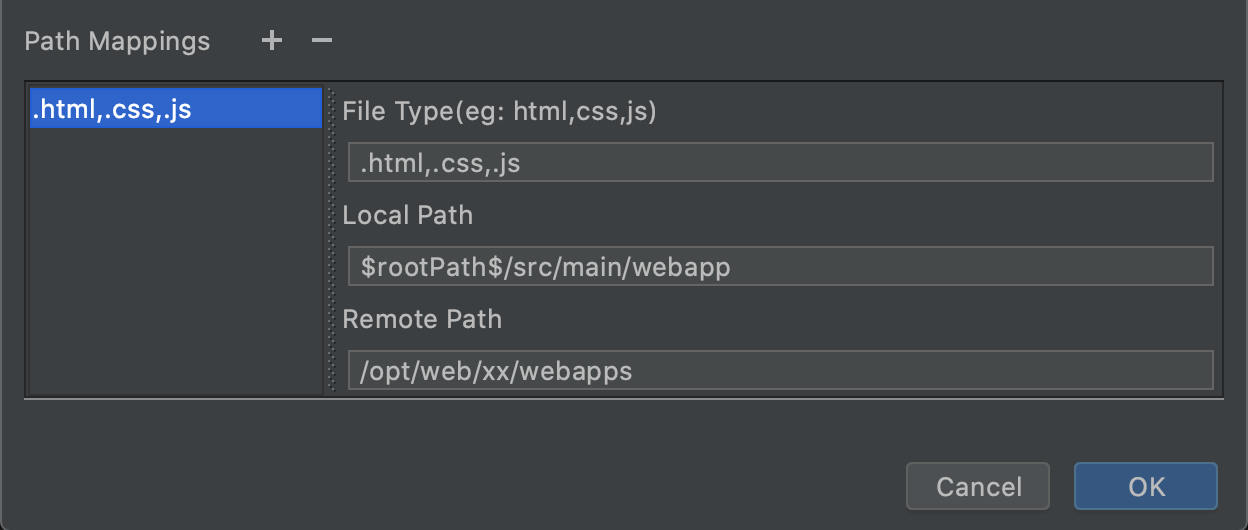 Path Mappings + −
.html,.css,.js
File Type(eg: html,css,js)
.html,.css,.js
Local Path
$rootPath$/src/main/webapp
Remote Path
/opt/web/xx/webapps
Cancel OK